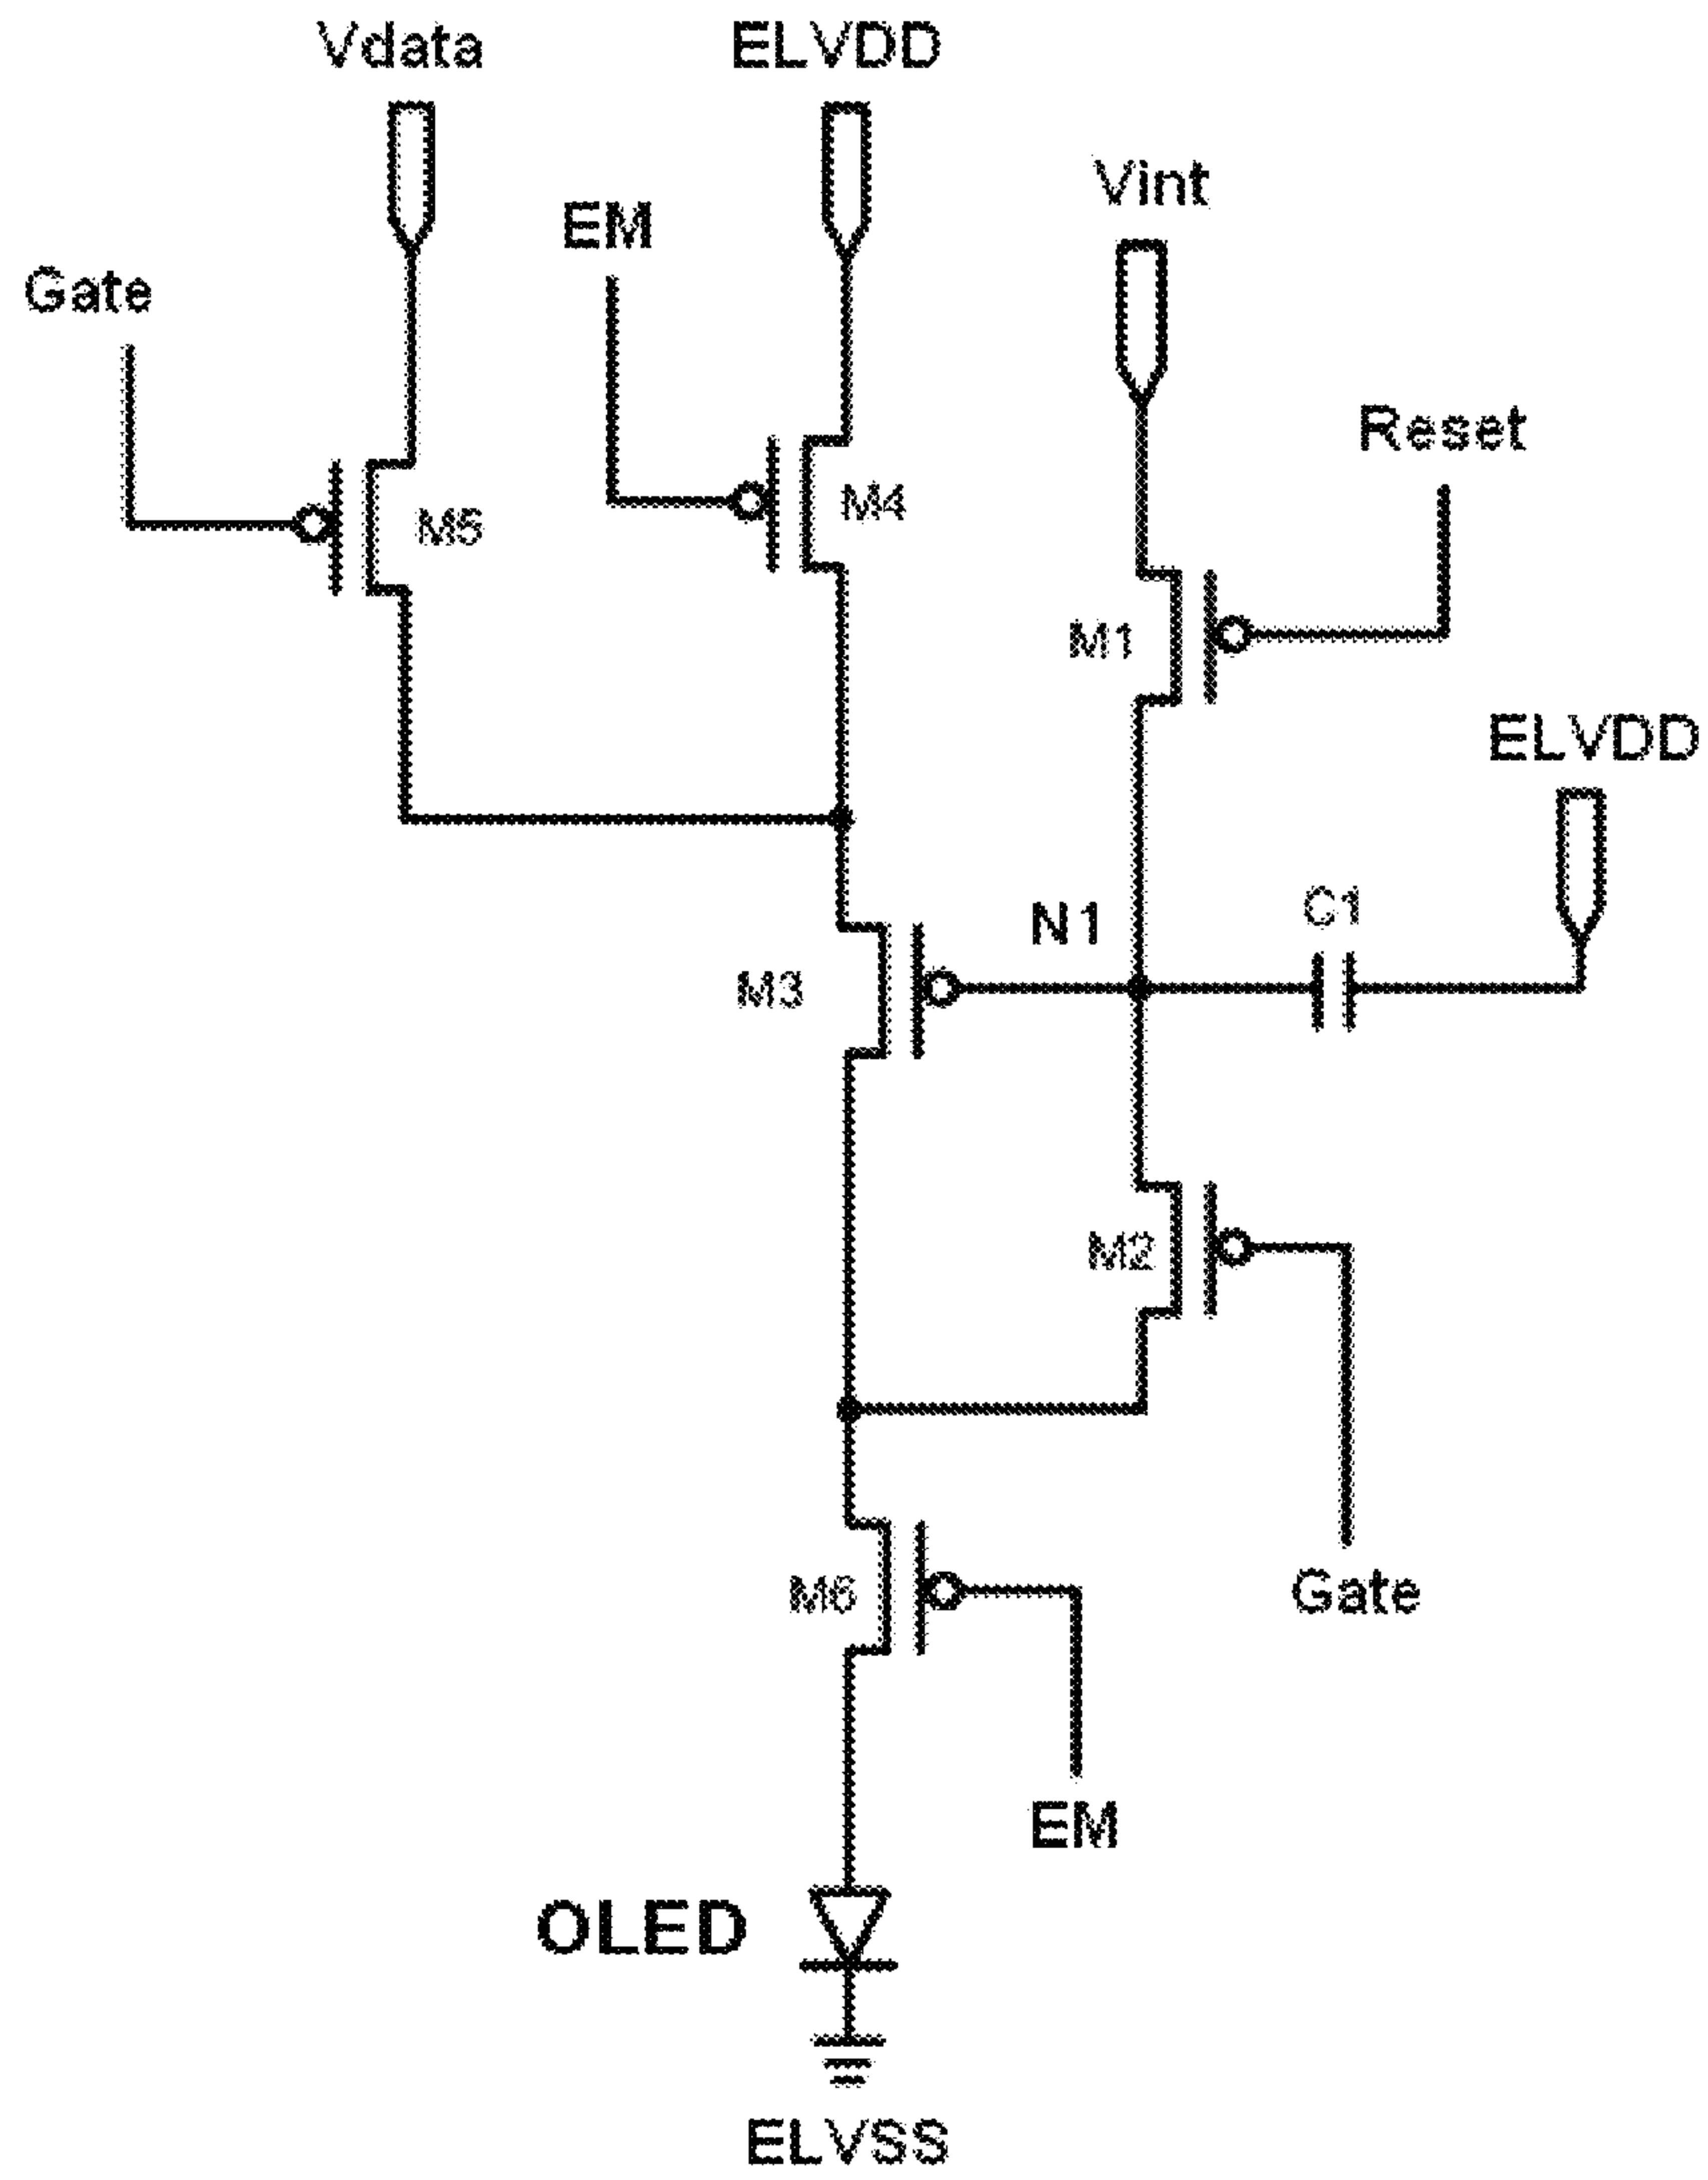 Vdata
ELVDD
Vint
EM
Gate
Reset
M5
M4
M1
ELVDD
N1
C1
M3
M2
M6
Gate
EM
OLED
ELVSS